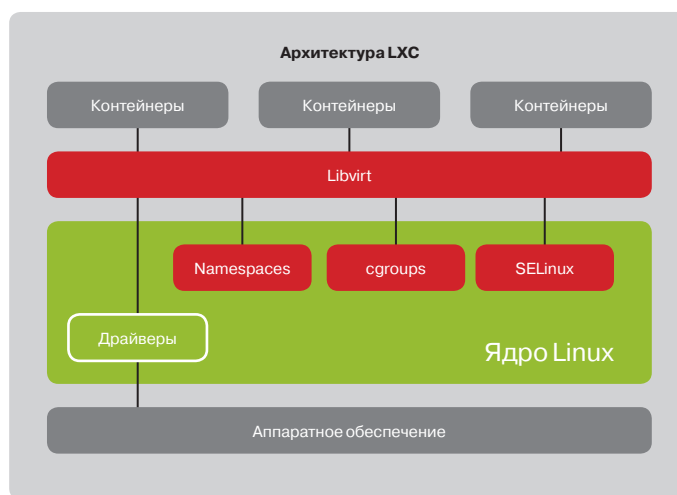 Архитектура LXC
Контейнеры
Контейнеры
Контейнеры
Libvirt
Namespaces
cgroups
SELinux
Драйверы
Ядро Linux
Аппаратное обеспечение